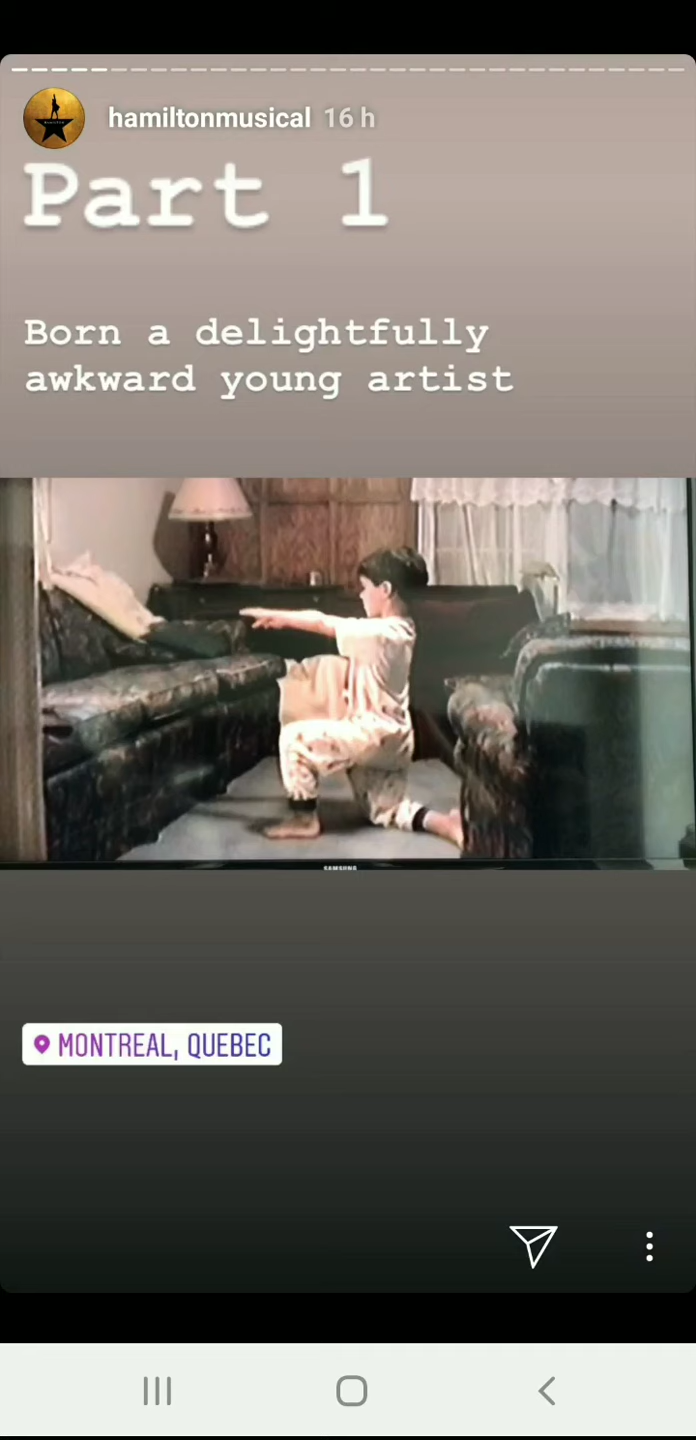 hamiltonmusical 16 h
Part 1
Born a delightfully
awkward young artist
SAMSUNG
MONTREAL, QUEBEC